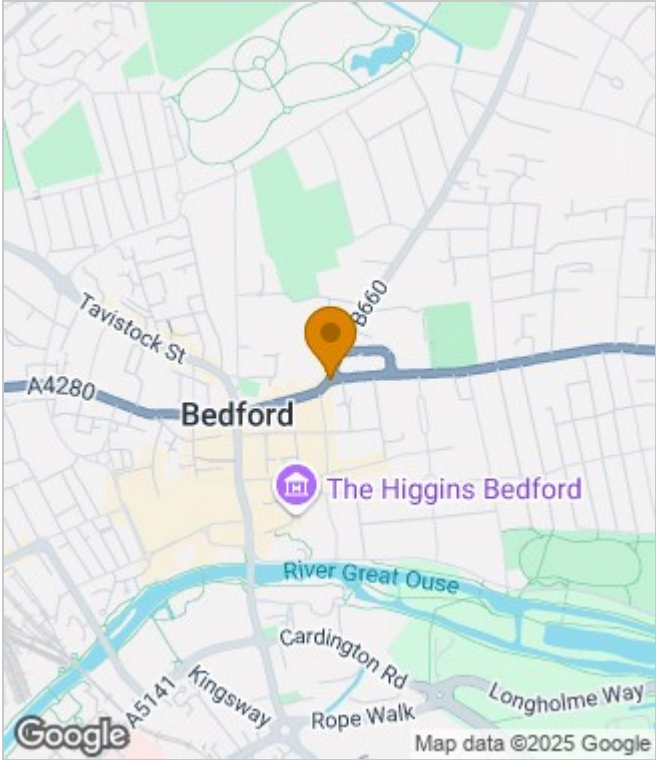 B660
Tavistock St
A4280
Bedford
The Higgins Bedford
River Great Ouse
Cardington Rd
A5141
Kingsway
Longholme Way
Rope Walk
Google
Map data ©2025 Google